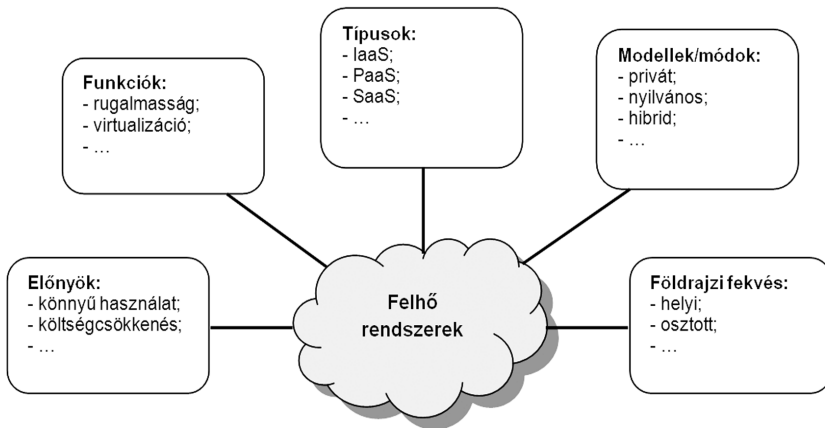 Típusok:
- IaaS;
- PaaS;
- SaaS;
- ...
Funkciók:
- rugalmasság;
- virtualizáció;
- ...
Modellek/módok:
- privát;
- nyilvános;
- hibrid;
- ...
Előnyök:
- könnyű használat;
- költségcsökkenés;
- ...
Felhő
rendszerek
Földrajzi fekvés:
- helyi;
- osztott;
- ...